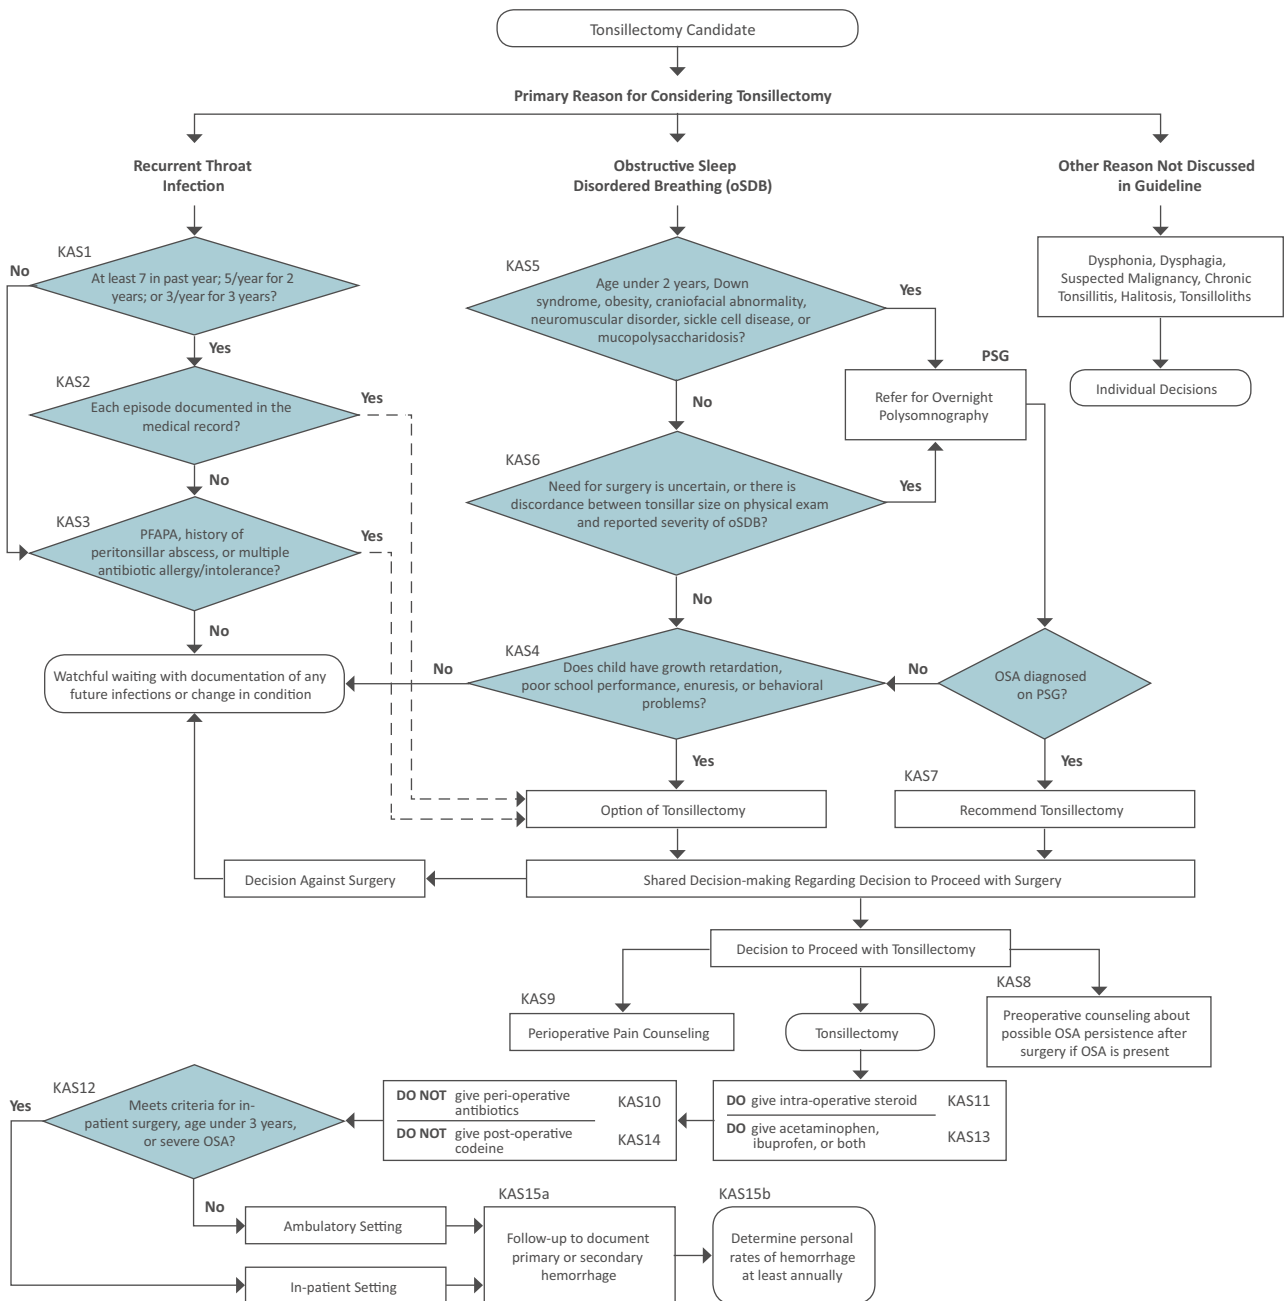 Tonsillectomy Candidate
Primary Reason for Considering Tonsillectomy
Recurrent Throat
Infection
Obstructive Sleep
Disordered Breathing (oSDB)
Other Reason Not Discussed
in Guideline
KAS1
No
At least 7 in past year; 5/year for 2
years; or 3/year for 3 years?
Yes
KAS2
Each episode documented in the
medical record?
Yes
No
KAS3
PFAPA, history of
peritonsillar abscess, or multiple
antibiotic allergy/intolerance?
Yes
No
Watchful waiting with documentation of any
future infections or change in condition
KAS5
Age under 2 years, Down
syndrome, obesity, craniofacial abnormality,
neuromuscular disorder, sickle cell disease, or
mucopolysaccharidosis?
Yes
No
PSG
Refer for Overnight
Polysomnography
KAS6
Need for surgery is uncertain, or there is
discordance between tonsillar size on physical exam
and reported severity of oSDB?
Yes
No
KAS4
Does child have growth retardation,
poor school performance, enuresis, or behavioral
problems?
No
Yes
OSA diagnosed
on PSG?
No
Yes
Dysphonia, Dysphagia,
Suspected Malignancy, Chronic
Tonsillitis, Halitosis, Tonsilloliths
Individual Decisions
Option of Tonsillectomy
KAS7
Recommend Tonsillectomy
Decision Against Surgery
Shared Decision-making Regarding Decision to Proceed with Surgery
Decision to Proceed with Tonsillectomy
KAS9
Perioperative Pain Counseling
Tonsillectomy
KAS8
Preoperative counseling about
possible OSA persistence after
surgery if OSA is present
DO give intra-operative steroid KAS11
DO give acetaminophen,
ibuprofen, or both
KAS13
DO NOT give peri-operative
antibiotics
KAS10
DO NOT give post-operative
codeine
KAS14
KAS12
Yes
Meets criteria for in-
patient surgery, age under 3 years,
or severe OSA?
No
Ambulatory Setting
In-patient Setting
KAS15a
Follow-up to document
primary or secondary
hemorrhage
KAS15b
Determine personal
rates of hemorrhage
at least annually